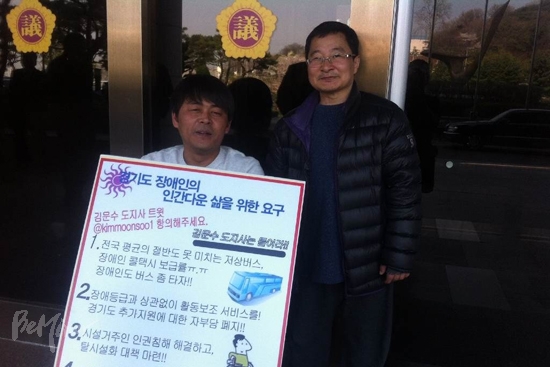 議
議
경기도 장애인의
인간다운 삶을 위한 요구
김문수 도지사 트윗
@kimmoonsoo1 항의해주세요.
김문수 도지사는 들어라!!
1. 전국 평균의 절반도 못 미치는 저상버스,
장애인 콜택시 보급률ㅠ.ㅠ
장애인도 버스 좀 타자!!
2. 장애등급과 상관없이 활동보조 서비스를!
경기도 추가지원에 대한 자부담 폐지!!
3. 시설거주인 인권침해 해결하고,
탈시설화 대책 마련!!
BeMi